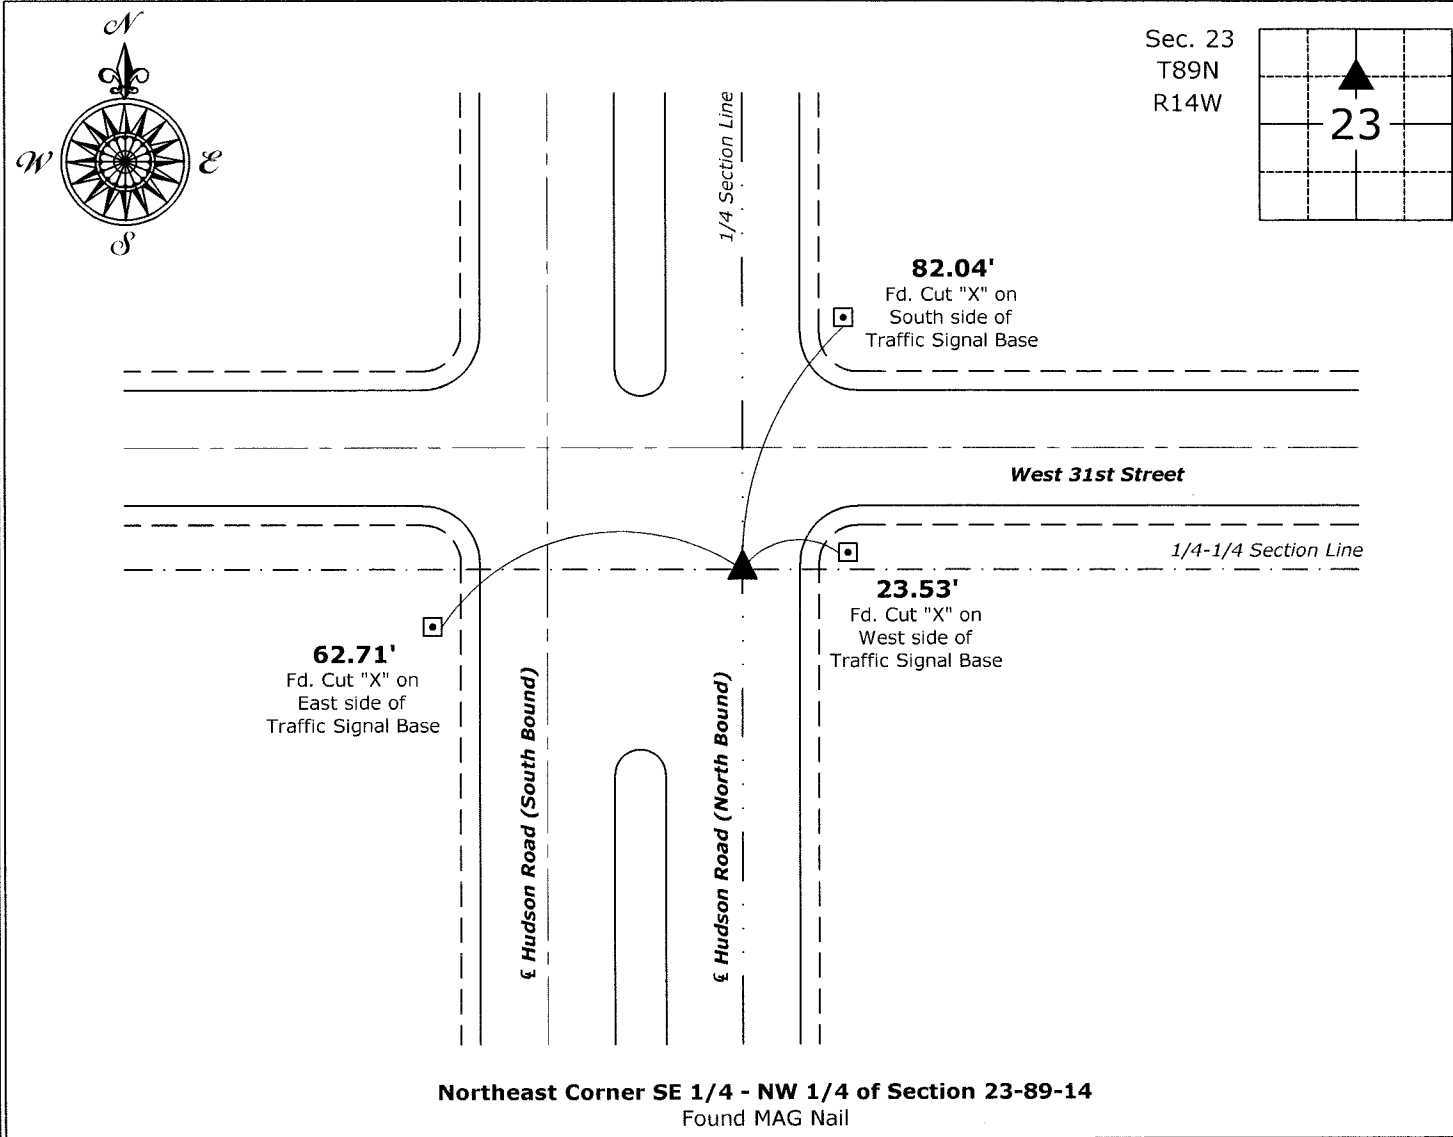 N
W
E
S
Sec. 23
T89N
R14W
23
1/4 Section Line
82.04'
Fd. Cut "X" on
South side of
Traffic Signal Base
West 31st Street
1/4-1/4 Section Line
23.53'
Fd. Cut "X" on
West side of
Traffic Signal Base
62.71'
Fd. Cut "X" on
East side of
Traffic Signal Base
℄ Hudson Road (South Bound)
℄ Hudson Road (North Bound)
Northeast Corner SE 1/4 - NW 1/4 of Section 23-89-14
Found MAG Nail